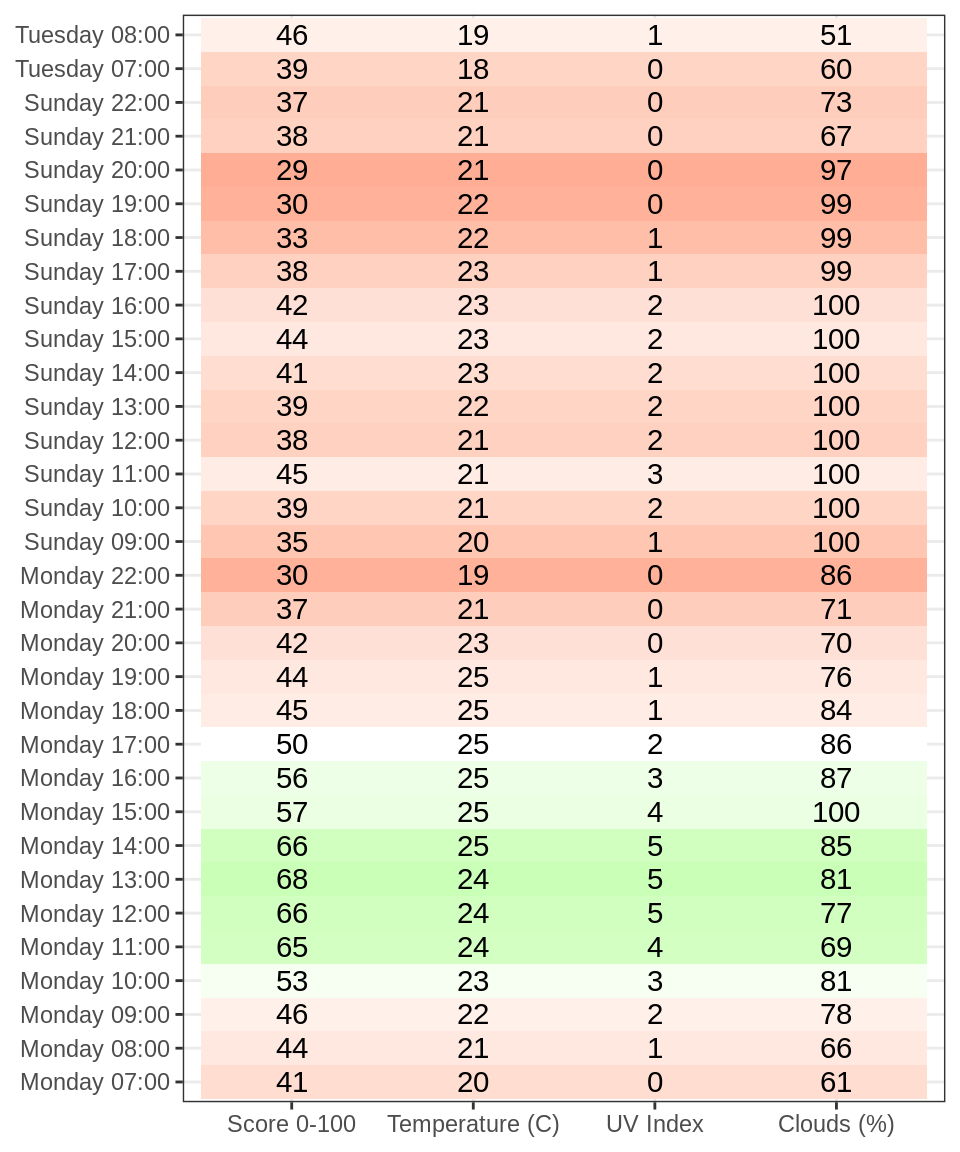 Tuesday 08:00 46 19 1 51
Tuesday 07:00 39 18 0 60
Sunday 22:00 37 21 0 73
Sunday 21:00 38 21 0 67
Sunday 20:00 29 21 0 97
Sunday 19:00 30 22 0 99
Sunday 18:00 33 22 1 99
Sunday 17:00 38 23 1 99
Sunday 16:00 42 23 2 100
Sunday 15:00 44 23 2 100
Sunday 14:00 41 23 2 100
Sunday 13:00 39 22 2 100
Sunday 12:00 38 21 2 100
Sunday 11:00 45 21 3 100
Sunday 10:00 39 21 2 100
Sunday 09:00 35 20 1 100
Monday 22:00 30 19 0 86
Monday 21:00 37 21 0 71
Monday 20:00 42 23 0 70
Monday 19:00 44 25 1 76
Monday 18:00 45 25 1 84
Monday 17:00 50 25 2 86
Monday 16:00 56 25 3 87
Monday 15:00 57 25 4 100
Monday 14:00 66 25 5 85
Monday 13:00 68 24 5 81
Monday 12:00 66 24 5 77
Monday 11:00 65 24 4 69
Monday 10:00 53 23 3 81
Monday 09:00 46 22 2 78
Monday 08:00 44 21 1 66
Monday 07:00 41 20 0 61
Score 0-100 Temperature (C) UV Index Clouds (%)